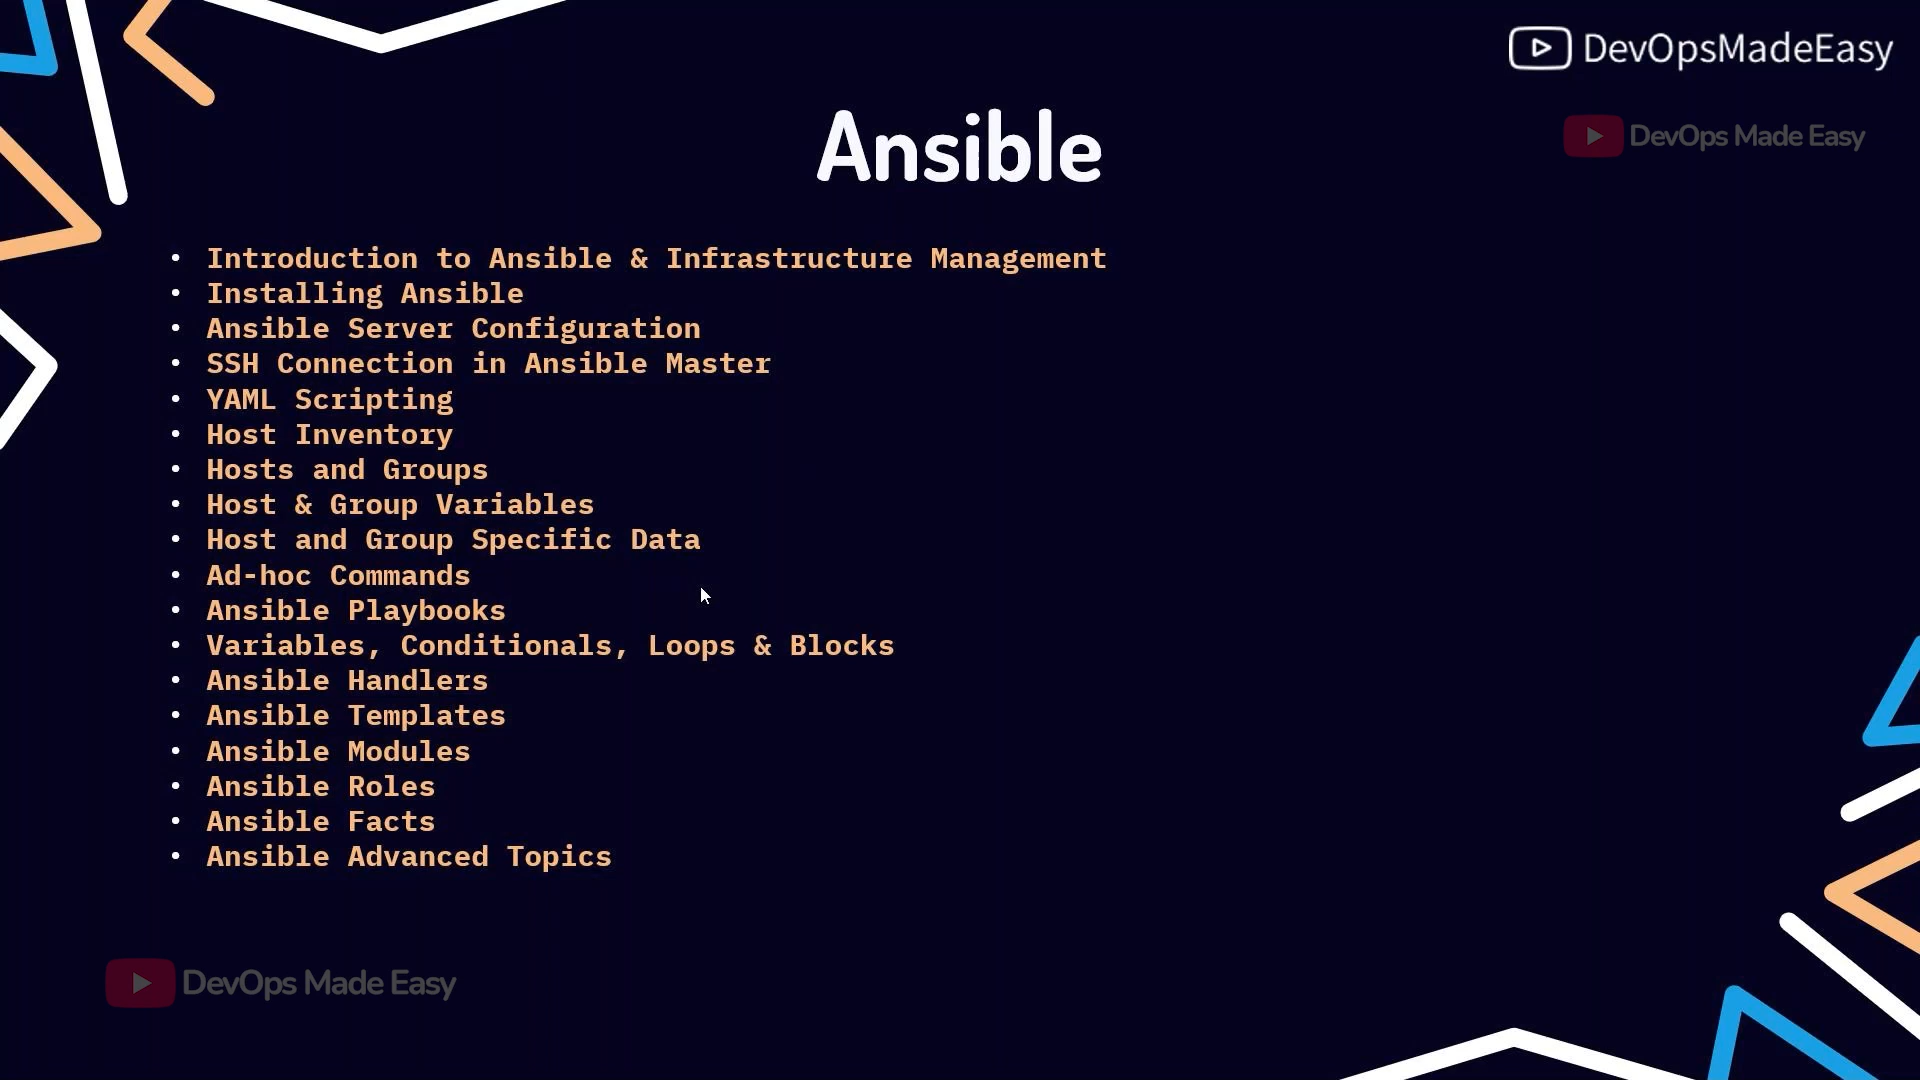 DevOpsMadeEasy
DevOps Made Easy
Ansible
• Introduction to Ansible & Infrastructure Management
• Installing Ansible
• Ansible Server Configuration
• SSH Connection in Ansible Master
• YAML Scripting
• Host Inventory
• Hosts and Groups
• Host & Group Variables
• Host and Group Specific Data
• Ad-hoc Commands
• Ansible Playbooks
• Variables, Conditionals, Loops & Blocks
• Ansible Handlers
• Ansible Templates
• Ansible Modules
• Ansible Roles
• Ansible Facts
• Ansible Advanced Topics
DevOps Made Easy